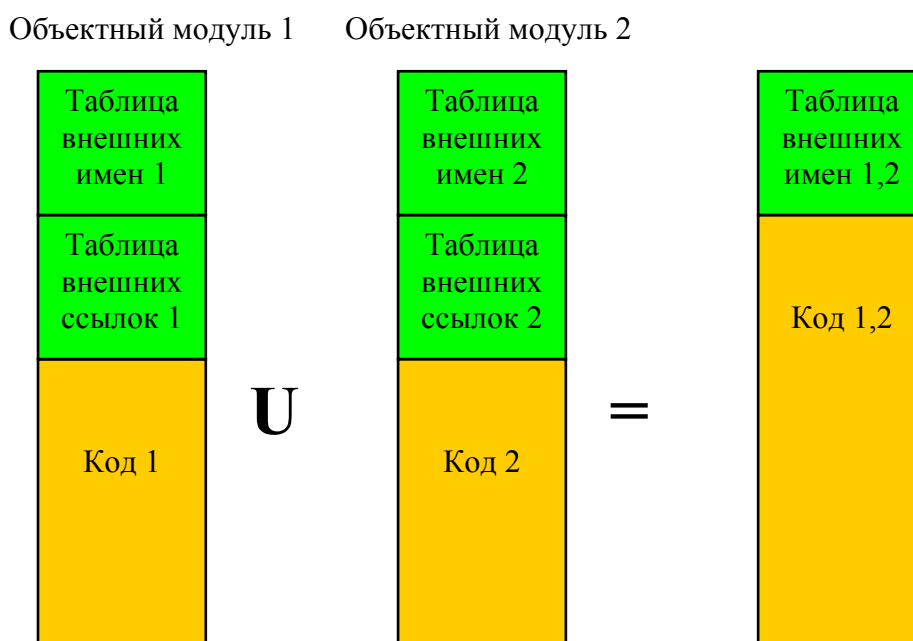 Объектный модуль 1
Объектный модуль 2
Таблица
внешних
имен 1
Таблица
внешних
ссылок 1
Код 1
U
Таблица
внешних
имен 2
Таблица
внешних
ссылок 2
Код 2
=
Таблица
внешних
имен 1,2
Код 1,2